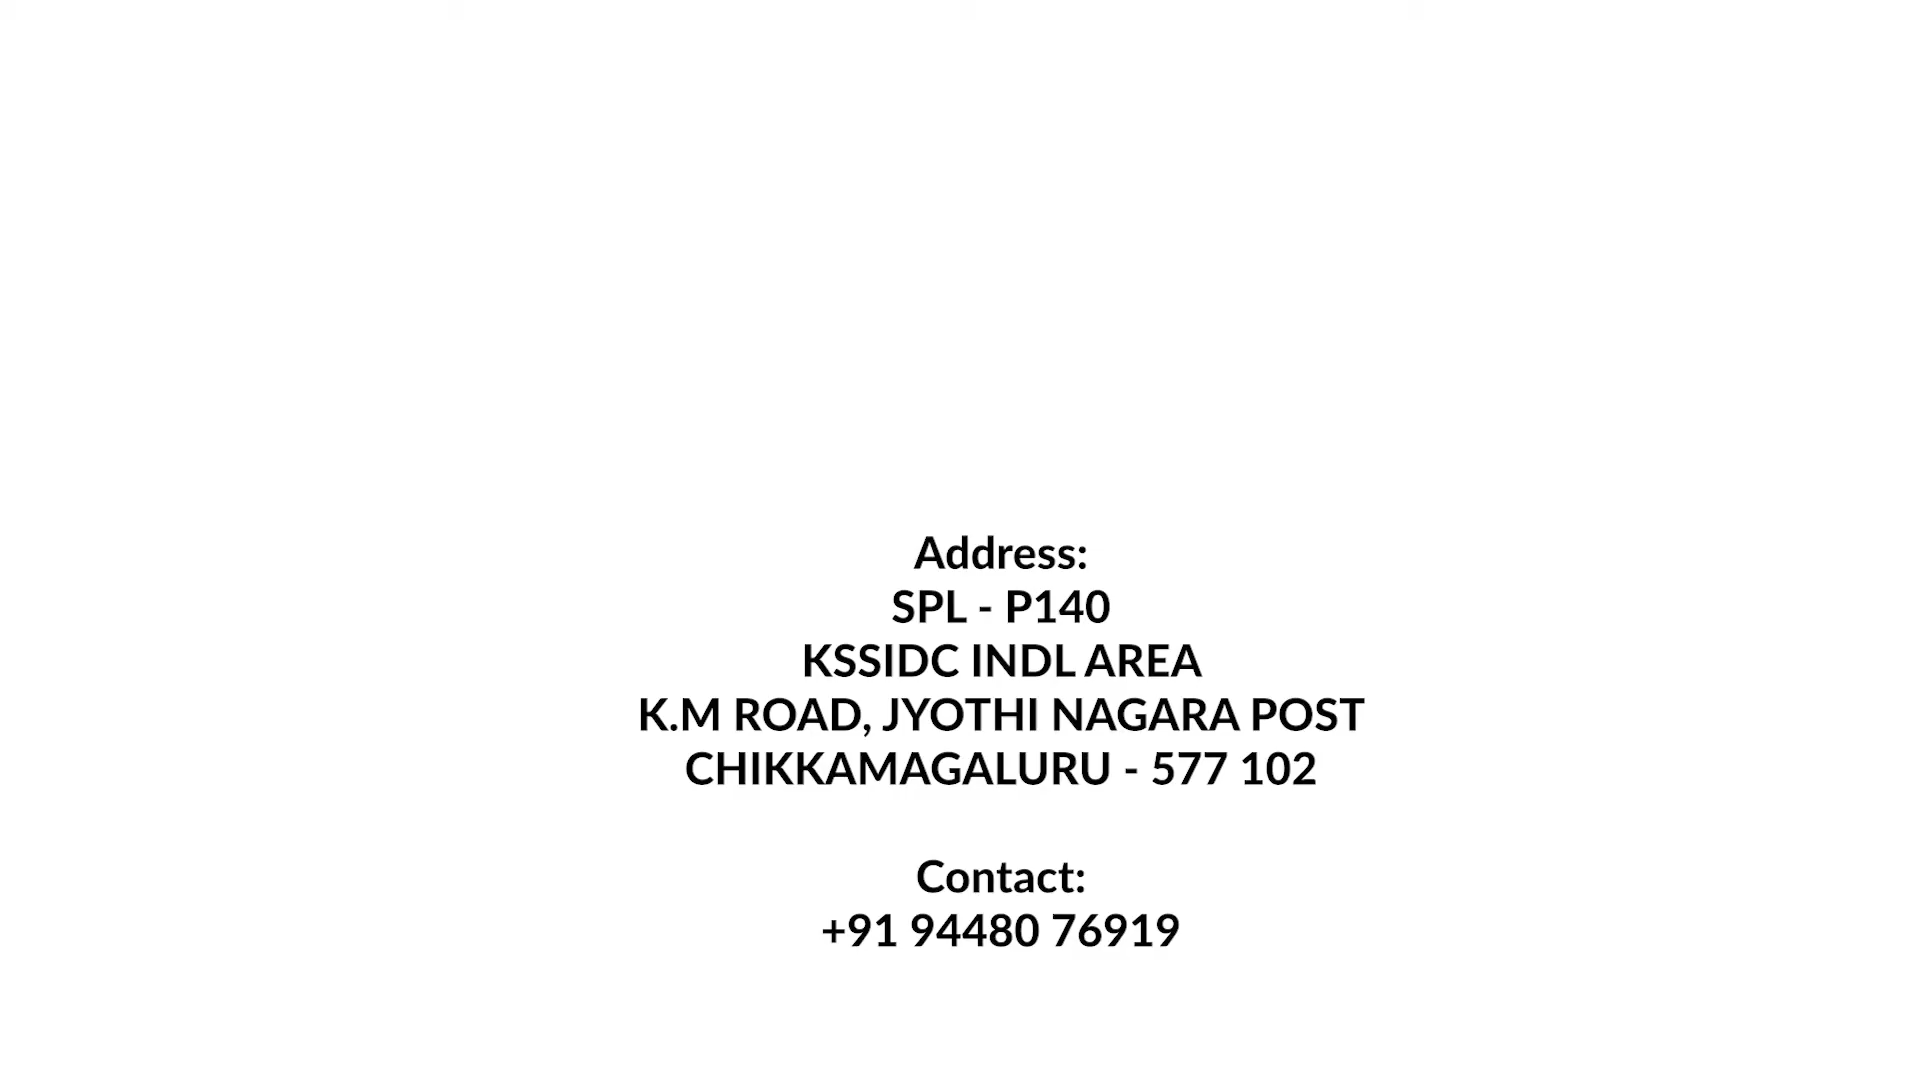 Address:
SPL - P140
KSSIDC INDL AREA
K.M ROAD, JYOTHI NAGARA POST
CHIKKAMAGALURU - 577 102
Contact:
+91 94480 76919